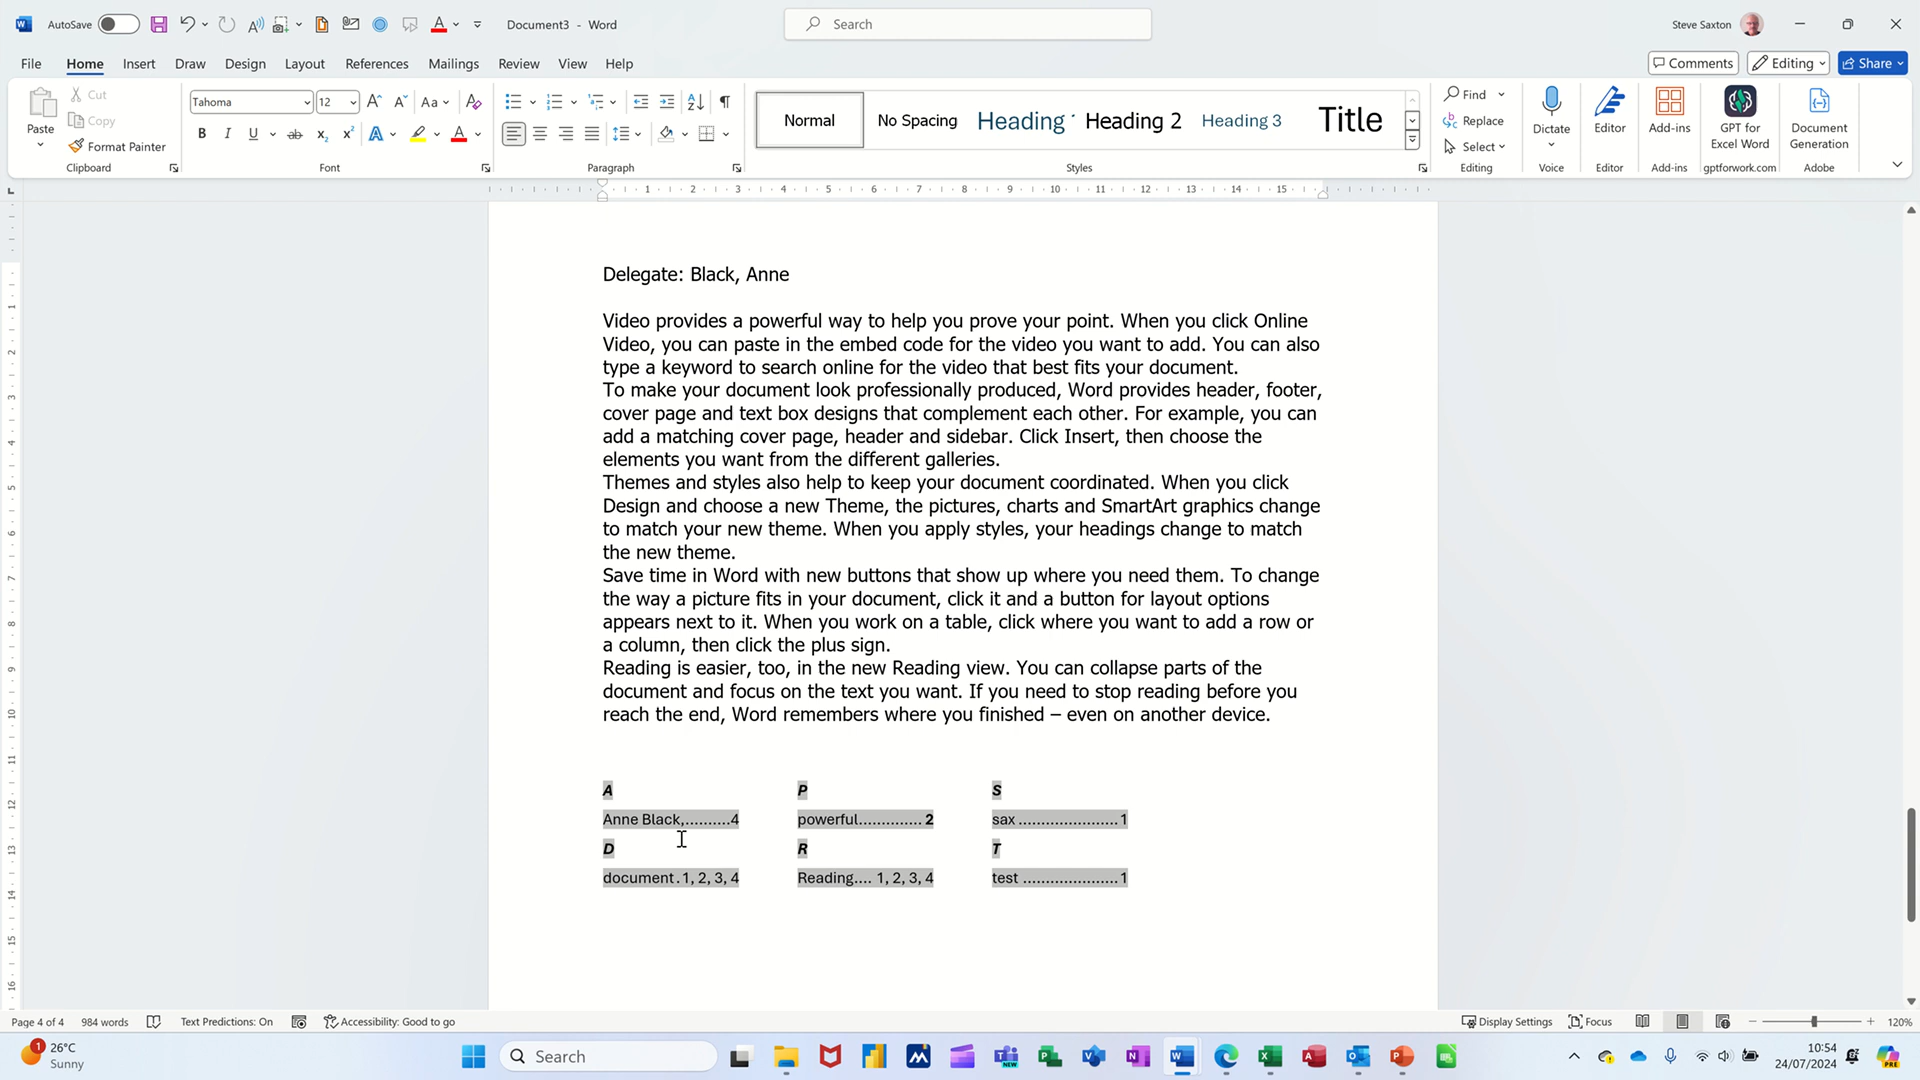 AutoSave
Document3 - Word
Search
Steve Saxton
File Home Insert Draw Design Layout References Mailings Review View Help
Comments Editing Share
Paste
Cut
Copy
Format Painter
Clipboard
Tahoma 12
Font
Paragraph
Normal No Spacing Heading Heading 2 Heading 3 Title
Styles
Find
Replace
Select
Editing
Dictate
Voice
Editor
Editor
Add-ins
Add-ins
GPT for
Excel Word
gptforwork.com
Document
Generation
Adobe
1 2 3 4 5 6 7 8 9 10 11 12 13 14 15
Delegate: Black, Anne
Video provides a powerful way to help you prove your point. When you click Online
Video, you can paste in the embed code for the video you want to add. You can also
type a keyword to search online for the video that best fits your document.
To make your document look professionally produced, Word provides header, footer,
cover page and text box designs that complement each other. For example, you can
add a matching cover page, header and sidebar. Click Insert, then choose the
elements you want from the different galleries.
Themes and styles also help to keep your document coordinated. When you click
Design and choose a new Theme, the pictures, charts and SmartArt graphics change
to match your new theme. When you apply styles, your headings change to match
the new theme.
Save time in Word with new buttons that show up where you need them. To change
the way a picture fits in your document, click it and a button for layout options
appears next to it. When you work on a table, click where you want to add a row or
a column, then click the plus sign.
Reading is easier, too, in the new Reading view. You can collapse parts of the
document and focus on the text you want. If you need to stop reading before you
reach the end, Word remembers where you finished – even on another device.
A
Anne Black,..........4
D
document.1, 2, 3, 4
P
powerful.............. 2
R
Reading.... 1, 2, 3, 4
S
sax ......................1
T
test .....................1
Page 4 of 4 984 words Text Predictions: On Accessibility: Good to go
Display Settings Focus 120%
1
26°C
Sunny
Search
10:54
24/07/2024